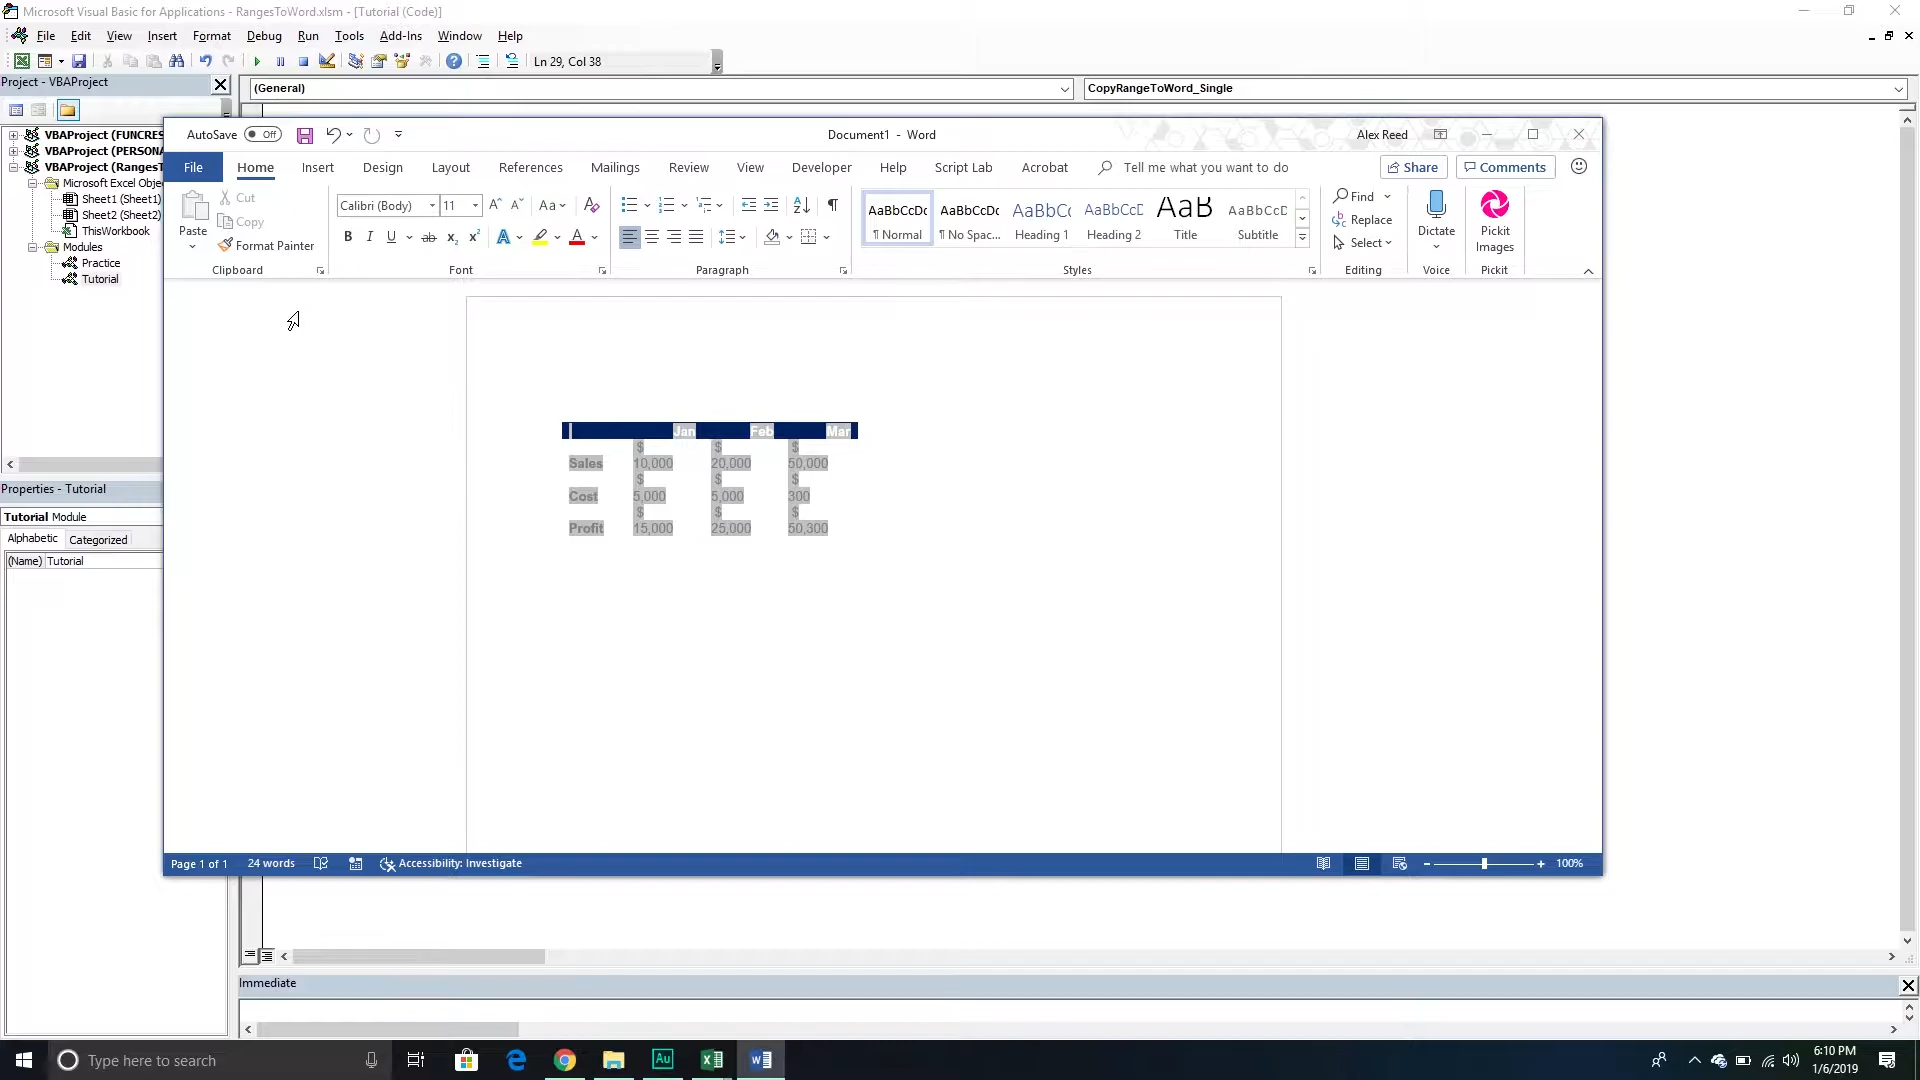 Microsoft Visual Basic for Applications - RangesToWord.xlsm - [Tutorial (Code)]
File Edit View Insert Format Debug Run Tools Add-Ins Window Help
Ln 29, Col 38
Project - VBAProject
(General)
CopyRangeToWord_Single
VBAProject (FUNCRES
VBAProject (PERSONA
VBAProject (RangesT
Microsoft Excel Obje
Sheet1 (Sheet1)
Sheet2 (Sheet2)
ThisWorkbook
Modules
Practice
Tutorial
Properties - Tutorial
Tutorial Module
Alphabetic Categorized
(Name) Tutorial
AutoSave Off
Document1 - Word
Alex Reed
File Home Insert Design Layout References Mailings Review View Developer Help Script Lab Acrobat Tell me what you want to do Share Comments
Paste
Cut
Copy
Format Painter
Clipboard
Calibri (Body) 11
Font
Paragraph
AaBbCcDc AaBbCcDc AaBbC AaBbCcD AaB AaBbCcD
¶ Normal ¶ No Spac... Heading 1 Heading 2 Title Subtitle
Styles
Find
Replace
Select
Editing
Dictate
Voice
Pickit
Images
Pickit
Jan Feb Mar
$ $ $
Sales 10,000 20,000 50,000
$ $ $
Cost 5,000 5,000 300
$ $ $
Profit 15,000 25,000 50,300
Page 1 of 1 24 words Accessibility: Investigate 100%
Immediate
Type here to search
Au
6:10 PM
1/6/2019